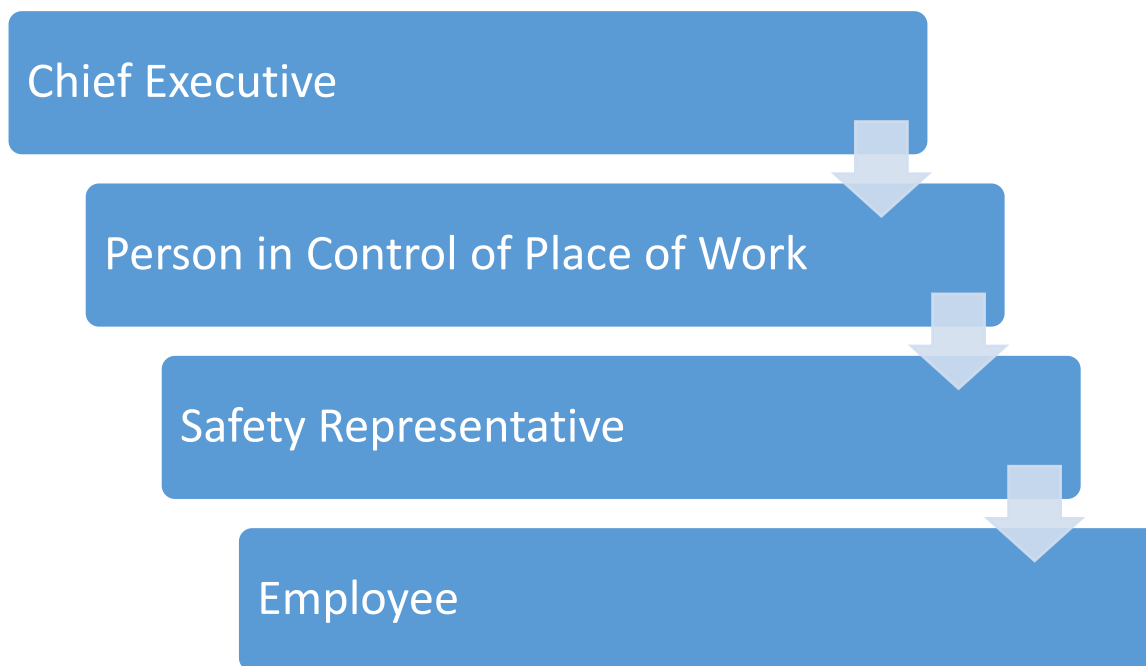 Chief Executive
Person in Control of Place of Work
Safety Representative
Employee